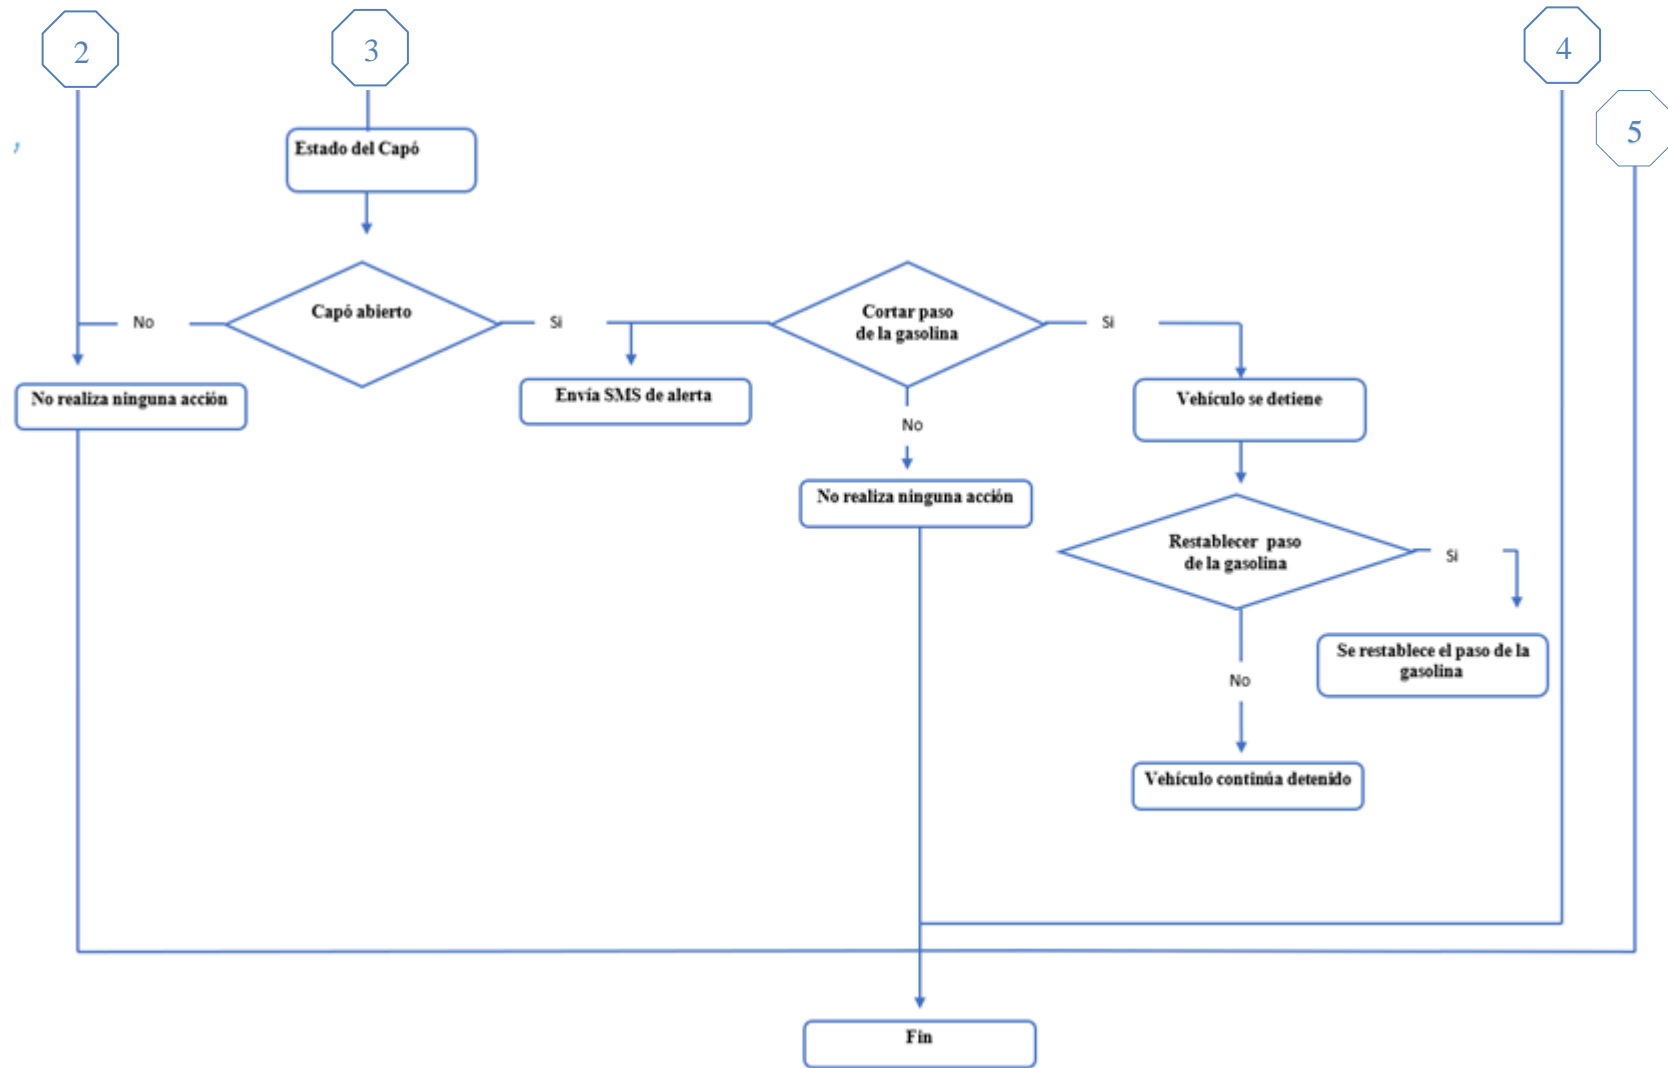 2
3
4
5
,
Estado del Capó
Capó abierto
No
Si
Cortar paso
de la gasolina
Si
No realiza ninguna acción
Envía SMS de alerta
Vehículo se detiene
No
No realiza ninguna acción
Restablecer paso
de la gasolina
Si
Se restablece el paso de la
gasolina
No
Vehículo continúa detenido
Fin